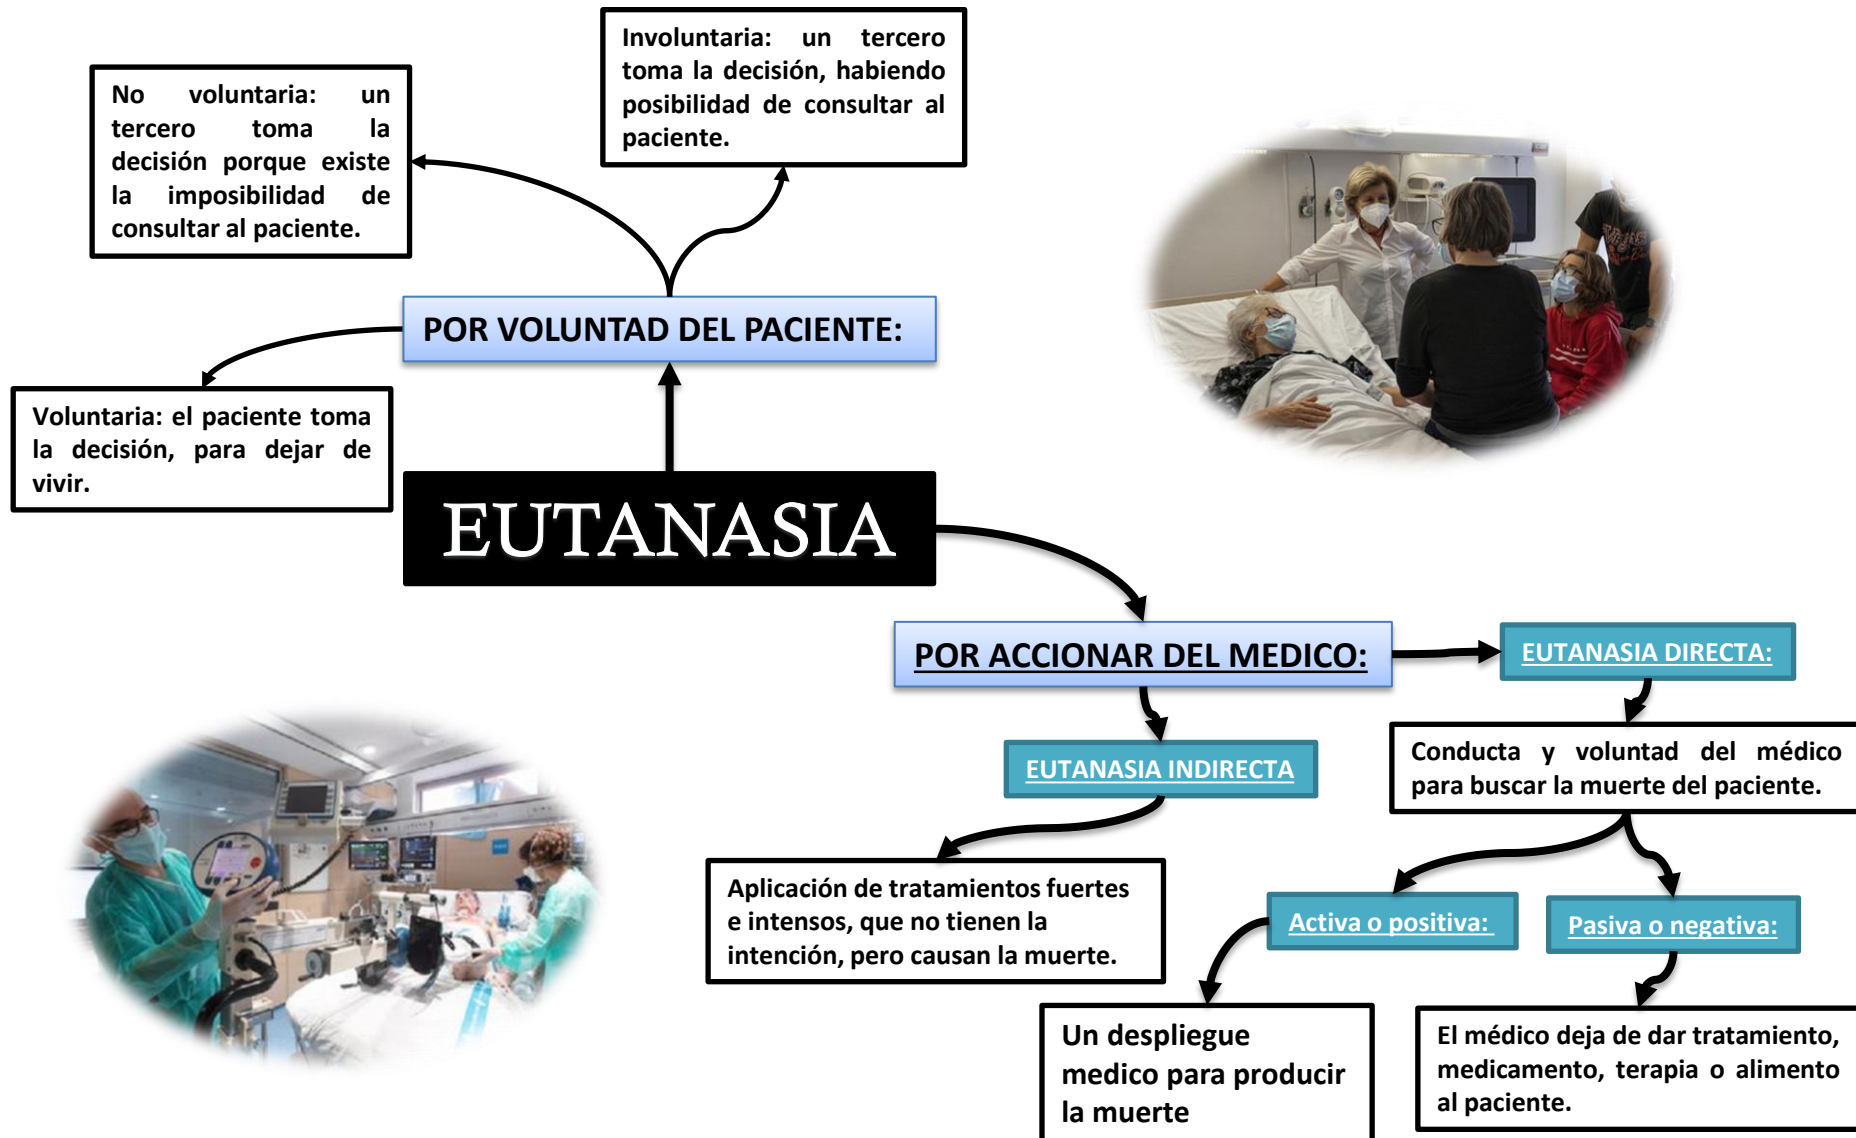 Involuntaria: un tercero
toma la decisión, habiendo
posibilidad de consultar al
paciente.
No voluntaria: un
tercero toma la
decisión porque existe
la imposibilidad de
consultar al paciente.
POR VOLUNTAD DEL PACIENTE:
Voluntaria: el paciente toma
la decisión, para dejar de
vivir.
EUTANASIA
POR ACCIONAR DEL MEDICO:
EUTANASIA DIRECTA:
Conducta y voluntad del médico
para buscar la muerte del paciente.
EUTANASIA INDIRECTA
Aplicación de tratamientos fuertes
e intensos, que no tienen la
intención, pero causan la muerte.
Activa o positiva:
Pasiva o negativa:
Un despliegue
medico para producir
la muerte
El médico deja de dar tratamiento,
medicamento, terapia o alimento
al paciente.